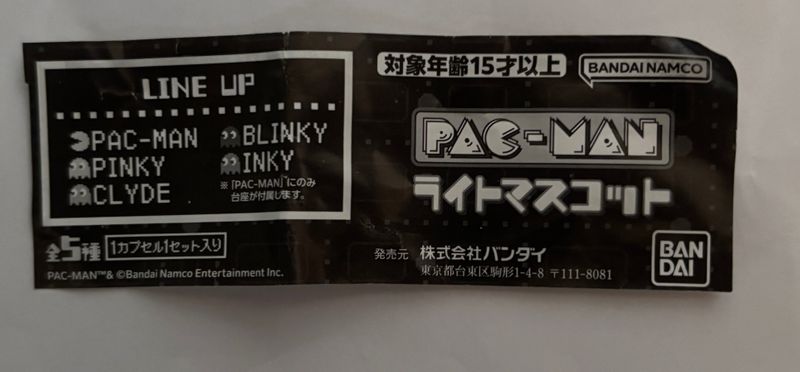 LINE UP
PAC-MAN
BLINKY
PINKY
INKY
CLYDE
※「PAC-MAN」にのみ
台座が付属します。
全5種
1カプセル1セット入り
PAC-MAN™& ©Bandai Namco Entertainment Inc.
対象年齢15才以上
BANDAI NAMCO
PAC-MAN
ライトマスコット
発売元 株式会社バンダイ
東京都台東区駒形1-4-8 〒111-8081
BAN
DAI